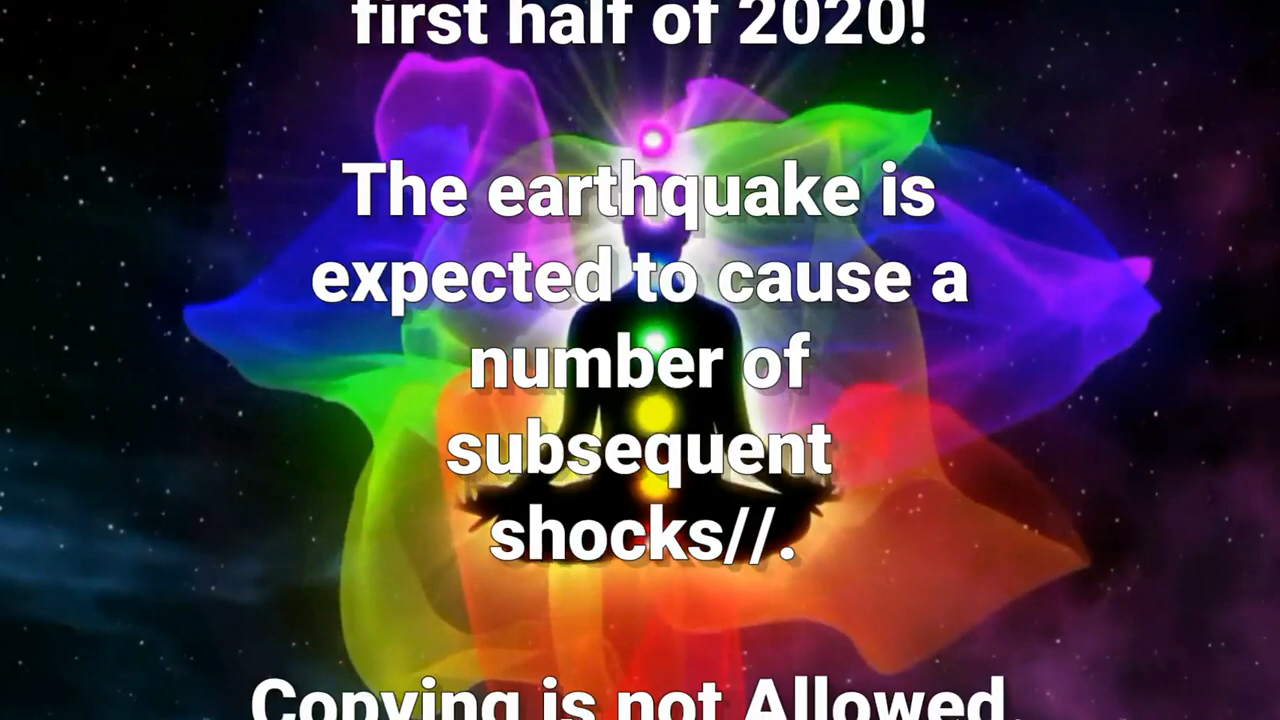 first half of 2020!
The earthquake is
expected to cause a
number of
subsequent
shocks//.
Copying is not Allowed.